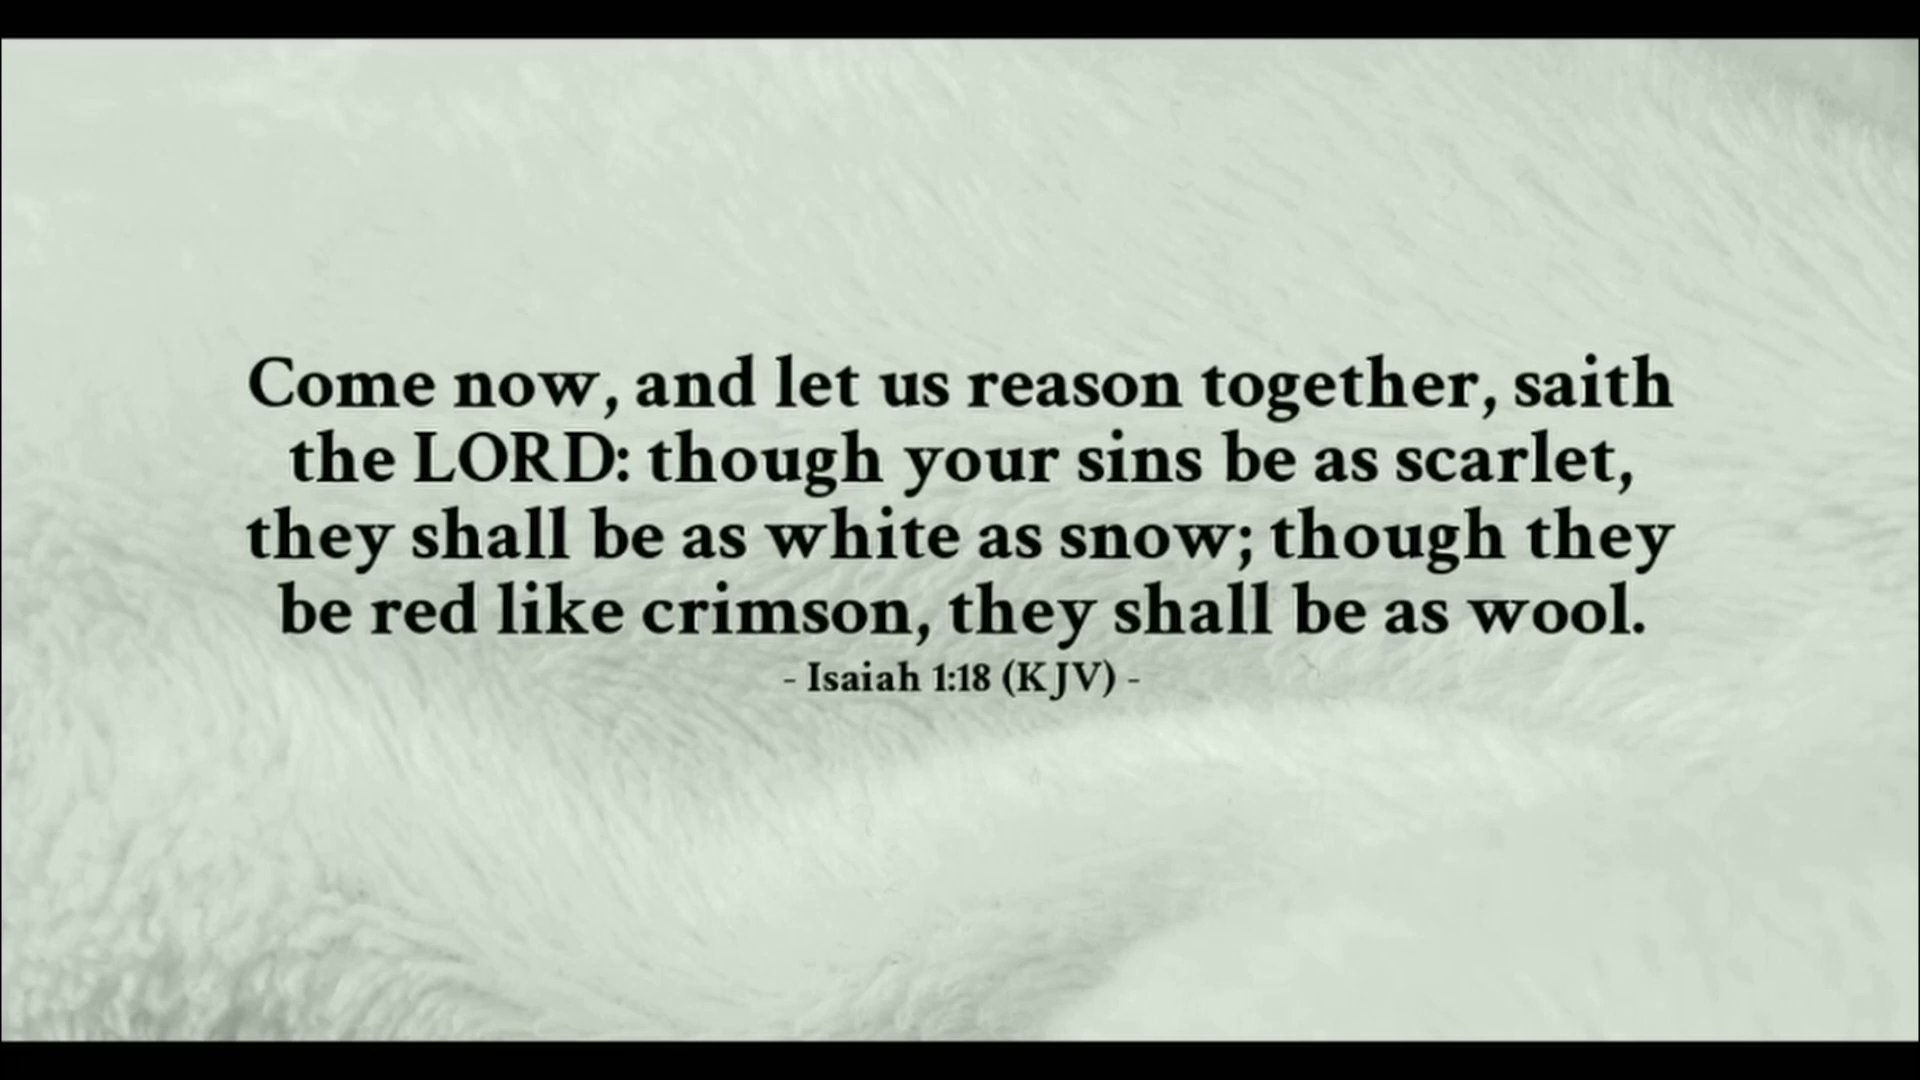 Come now, and let us reason together, saith
the LORD: though your sins be as scarlet,
they shall be as white as snow; though they
be red like crimson, they shall be as wool.
- Isaiah 1:18 (KJV) -